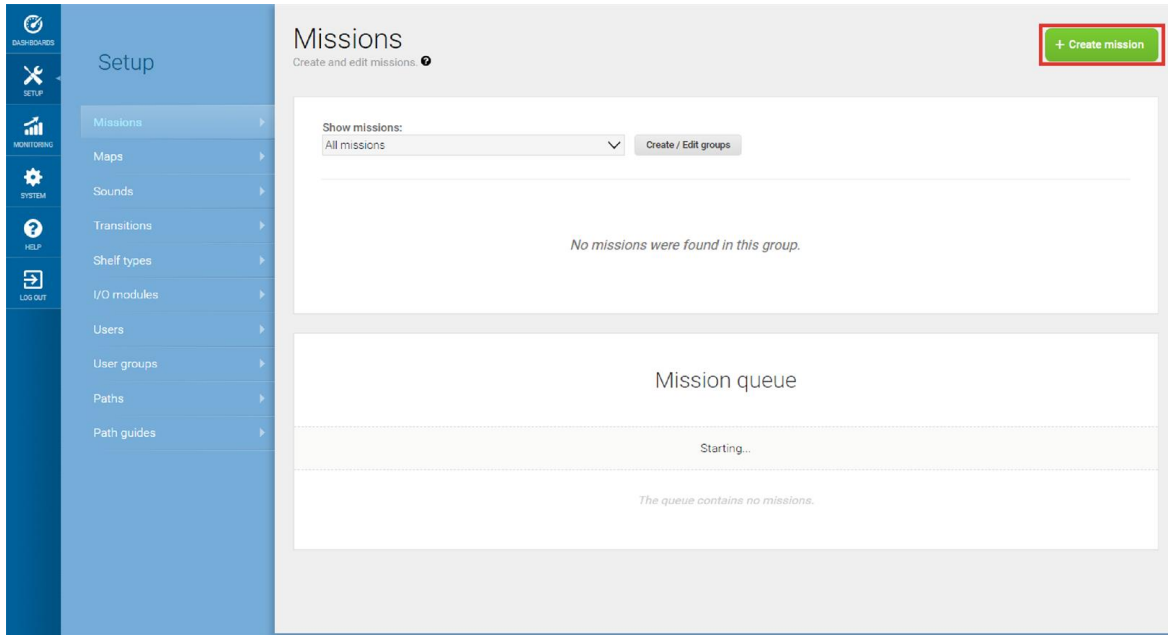 DASHBOARDS
SETUP
MONITORING
SYSTEM
HELP
LOG OUT
Setup
Missions
Maps
Sounds
Transitions
Shelf types
I/O modules
Users
User groups
Paths
Path guides
Missions
Create and edit missions. ?
+ Create mission
Show missions:
All missions
Create / Edit groups
No missions were found in this group.
Mission queue
Starting...
The queue contains no missions.